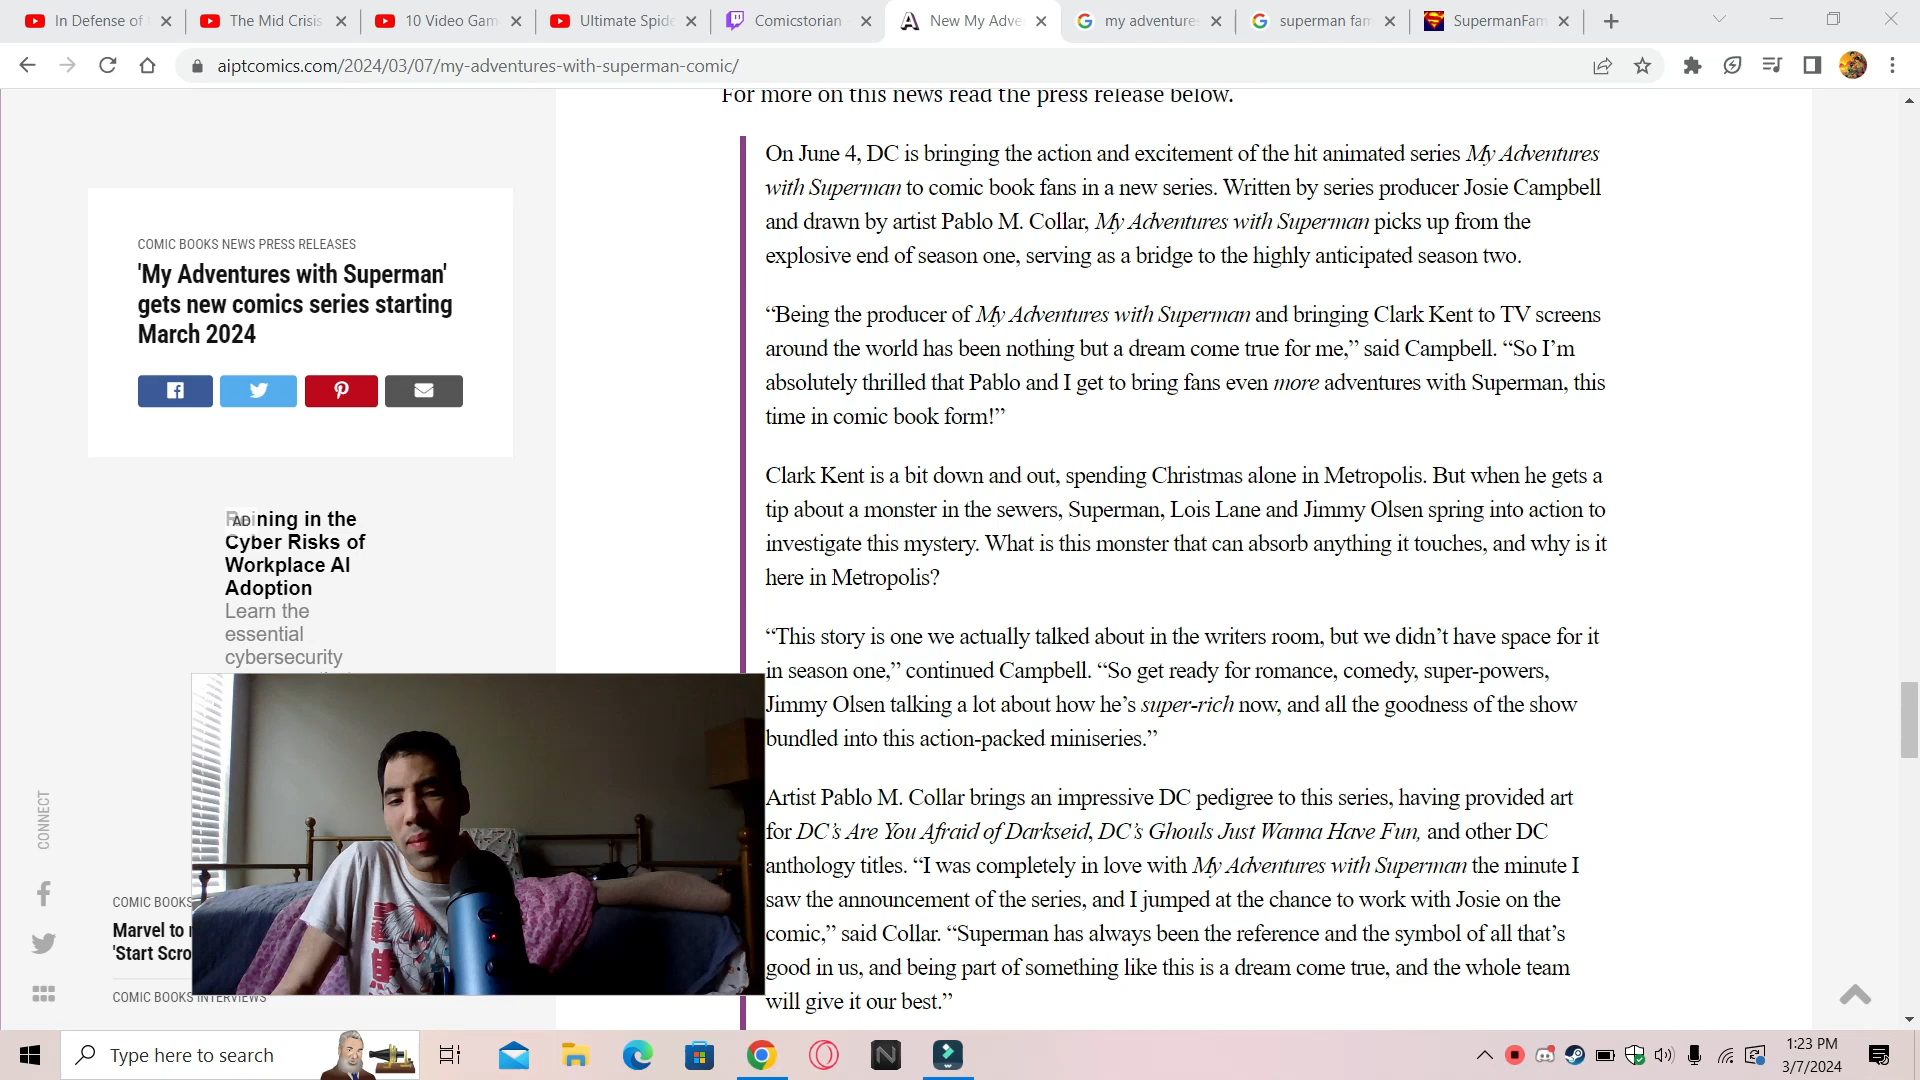 In Defense of
The Mid Crisis
10 Video Gam
Ultimate Spide
Comicstorian
New My Adve
my adventures
superman fam
SupermanFam
aiptcomics.com/2024/03/07/my-adventures-with-superman-comic/
For more on this news read the press release below.
On June 4, DC is bringing the action and excitement of the hit animated series My Adventures
with Superman to comic book fans in a new series. Written by series producer Josie Campbell
and drawn by artist Pablo M. Collar, My Adventures with Superman picks up from the
explosive end of season one, serving as a bridge to the highly anticipated season two.
“Being the producer of My Adventures with Superman and bringing Clark Kent to TV screens
around the world has been nothing but a dream come true for me,” said Campbell. “So I’m
absolutely thrilled that Pablo and I get to bring fans even more adventures with Superman, this
time in comic book form!”
Clark Kent is a bit down and out, spending Christmas alone in Metropolis. But when he gets a
tip about a monster in the sewers, Superman, Lois Lane and Jimmy Olsen spring into action to
investigate this mystery. What is this monster that can absorb anything it touches, and why is it
here in Metropolis?
“This story is one we actually talked about in the writers room, but we didn’t have space for it
in season one,” continued Campbell. “So get ready for romance, comedy, super-powers,
Jimmy Olsen talking a lot about how he’s super-rich now, and all the goodness of the show
bundled into this action-packed miniseries.”
Artist Pablo M. Collar brings an impressive DC pedigree to this series, having provided art
for DC’s Are You Afraid of Darkseid, DC’s Ghouls Just Wanna Have Fun, and other DC
anthology titles. “I was completely in love with My Adventures with Superman the minute I
saw the announcement of the series, and I jumped at the chance to work with Josie on the
comic,” said Collar. “Superman has always been the reference and the symbol of all that’s
good in us, and being part of something like this is a dream come true, and the whole team
will give it our best.”
COMIC BOOKS NEWS PRESS RELEASES
'My Adventures with Superman'
gets new comics series starting
March 2024
AD
Reining in the
Cyber Risks of
Workplace AI
Adoption
Learn the
essential
cybersecurity
CONNECT
COMIC BOOKS
Marvel to
'Start Scro
COMIC BOOKS INTERVIEWS
Type here to search
1:23 PM
3/7/2024